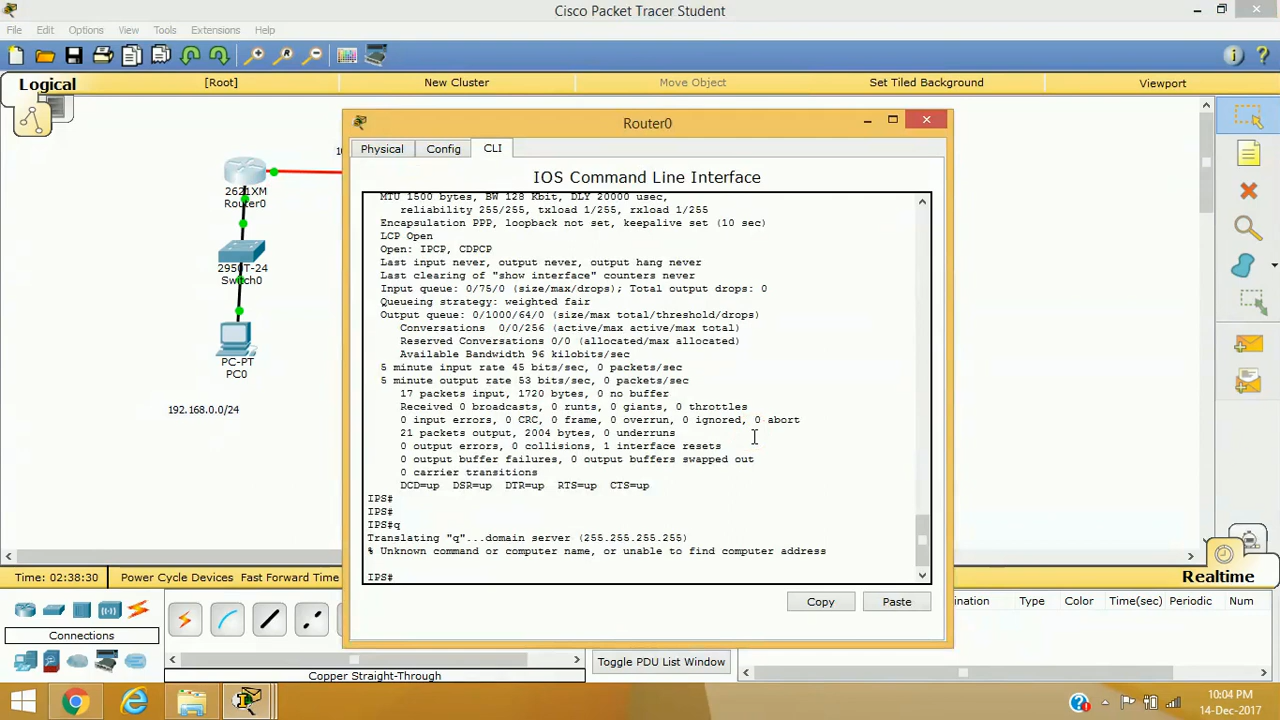 Cisco Packet Tracer Student
File Edit Options View Tools Extensions Help
Logical
[Root]
New Cluster
Move Object
Set Tiled Background
Viewport
Router0
Physical Config CLI
IOS Command Line Interface
MTU 1500 bytes, BW 128 Kbit, DLY 20000 usec,
reliability 255/255, txload 1/255, rxload 1/255
Encapsulation PPP, loopback not set, keepalive set (10 sec)
LCP Open
Open: IPCP, CDPCP
Last input never, output never, output hang never
Last clearing of "show interface" counters never
Input queue: 0/75/0 (size/max/drops); Total output drops: 0
Queueing strategy: weighted fair
Output queue: 0/1000/64/0 (size/max total/threshold/drops)
Conversations 0/0/256 (active/max active/max total)
Reserved Conversations 0/0 (allocated/max allocated)
Available Bandwidth 96 kilobits/sec
5 minute input rate 45 bits/sec, 0 packets/sec
5 minute output rate 53 bits/sec, 0 packets/sec
17 packets input, 1720 bytes, 0 no buffer
Received 0 broadcasts, 0 runts, 0 giants, 0 throttles
0 input errors, 0 CRC, 0 frame, 0 overrun, 0 ignored, 0 abort
21 packets output, 2004 bytes, 0 underruns
0 output errors, 0 collisions, 1 interface resets
0 output buffer failures, 0 output buffers swapped out
0 carrier transitions
DCD=up DSR=up DTR=up RTS=up CTS=up
IPS#
IPS#
IPS#q
Translating "q"...domain server (255.255.255.255)
% Unknown command or computer name, or unable to find computer address
IPS#
Copy
Paste
2621XM
Router0
2950T-24
Switch0
PC-PT
PC0
192.168.0.0/24
Time: 02:38:30 Power Cycle Devices Fast Forward Time
Realtime
Connections
Copper Straight-Through
Toggle PDU List Window
ination Type Color Time(sec) Periodic Num
10:04 PM
14-Dec-2017